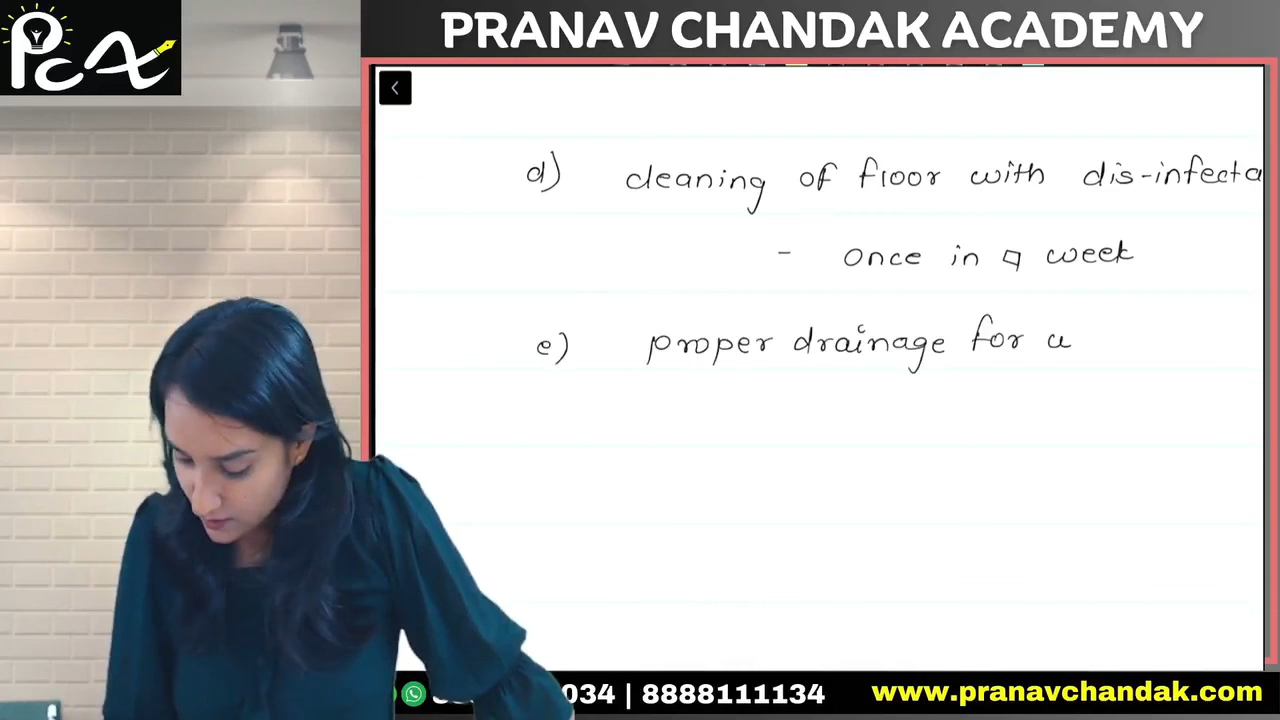 PCA
PRANAV CHANDAK ACADEMY
d) cleaning of floor with dis-infecta
- once in a week
e) proper drainage for
034 | 8888111134
www.pranavchandak.com